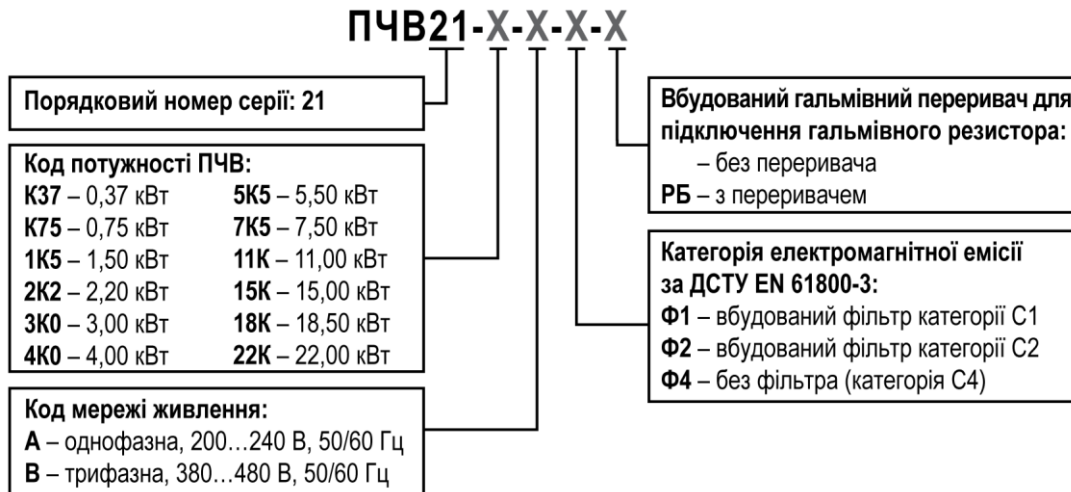 ПЧВ21-X-X-X-X
Порядковий номер серії: 21
Код потужності ПЧВ:
К37 – 0,37 кВт 5К5 – 5,50 кВт
К75 – 0,75 кВт 7К5 – 7,50 кВт
1К5 – 1,50 кВт 11К – 11,00 кВт
2К2 – 2,20 кВт 15К – 15,00 кВт
3К0 – 3,00 кВт 18К – 18,50 кВт
4К0 – 4,00 кВт 22К – 22,00 кВт
Код мережі живлення:
А – однофазна, 200…240 В, 50/60 Гц
В – трифазна, 380…480 В, 50/60 Гц
Вбудований гальмівний переривач для
підключення гальмівного резистора:
– без переривача
РБ – з переривачем
Категорія електромагнітної емісії
за ДСТУ EN 61800-3:
Ф1 – вбудований фільтр категорії С1
Ф2 – вбудований фільтр категорії С2
Ф4 – без фільтра (категорія С4)